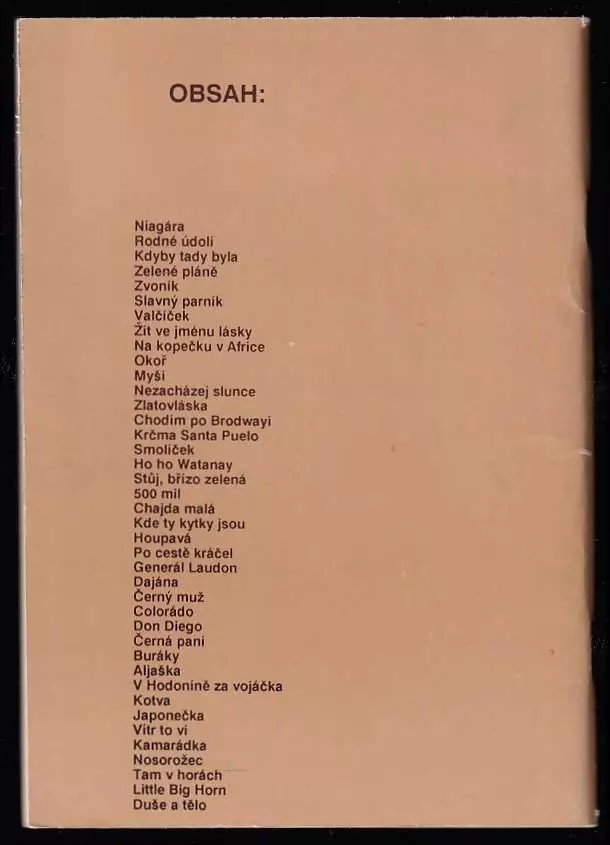 OBSAH:
Niagára
Rodné údolí
Kdyby tady byla
Zelené pláně
Zvoník
Slavný parník
Valčíček
Žít ve jménu lásky
Na kopečku v Africe
Okoř
Myši
Nezacházej slunce
Zlatovláska
Chodím po Brodwayi
Krčma Santa Puelo
Smolíček
Ho ho Watanay
Stůj, břízo zelená
500 mil
Chajda malá
Kde ty kytky jsou
Houpavá
Po cestě kráčel
Generál Laudon
Dajána
Černý muž
Colorádo
Don Diego
Černá paní
Buráky
Aljaška
V Hodoníně za vojáčka
Kotva
Japonečka
Vítr to ví
Kamarádka
Nosorožec
Tam v horách
Little Big Horn
Duše a tělo